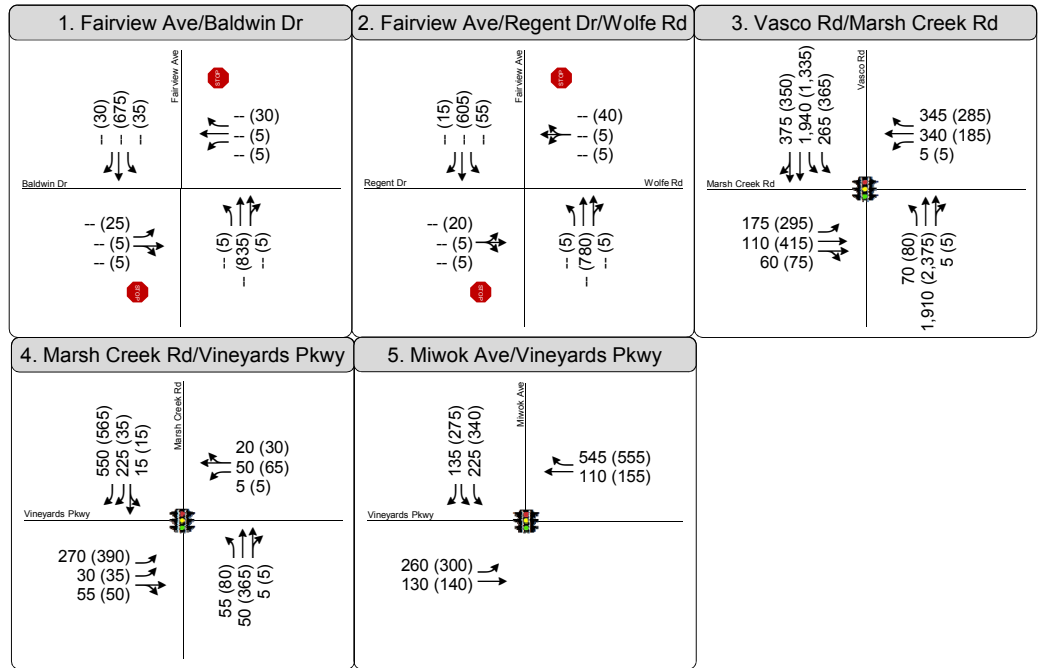 1. Fairview Ave/Baldwin Dr
Fairview Ave
STOP
-- (30)
-- (675)
-- (35)
-- (30)
-- (5)
-- (5)
Baldwin Dr
-- (25)
-- (5)
-- (5)
-- (5)
-- (835)
-- (5)
STOP
2. Fairview Ave/Regent Dr/Wolfe Rd
Fairview Ave
STOP
-- (15)
-- (605)
-- (55)
-- (40)
-- (5)
-- (5)
Regent Dr
Wolfe Rd
-- (20)
-- (5)
-- (5)
-- (5)
-- (780)
-- (5)
STOP
3. Vasco Rd/Marsh Creek Rd
Vasco Rd
375 (350)
1,940 (1,335)
265 (365)
345 (285)
340 (185)
5 (5)
Marsh Creek Rd
175 (295)
110 (415)
60 (75)
70 (80)
1,910 (2,375)
5 (5)
4. Marsh Creek Rd/Vineyards Pkwy
Marsh Creek Rd
550 (565)
225 (35)
15 (15)
20 (30)
50 (65)
5 (5)
Vineyards Pkwy
270 (390)
30 (35)
55 (50)
55 (80)
50 (365)
5 (5)
5. Miwok Ave/Vineyards Pkwy
Miwok Ave
135 (275)
225 (340)
545 (555)
110 (155)
Vineyards Pkwy
260 (300)
130 (140)